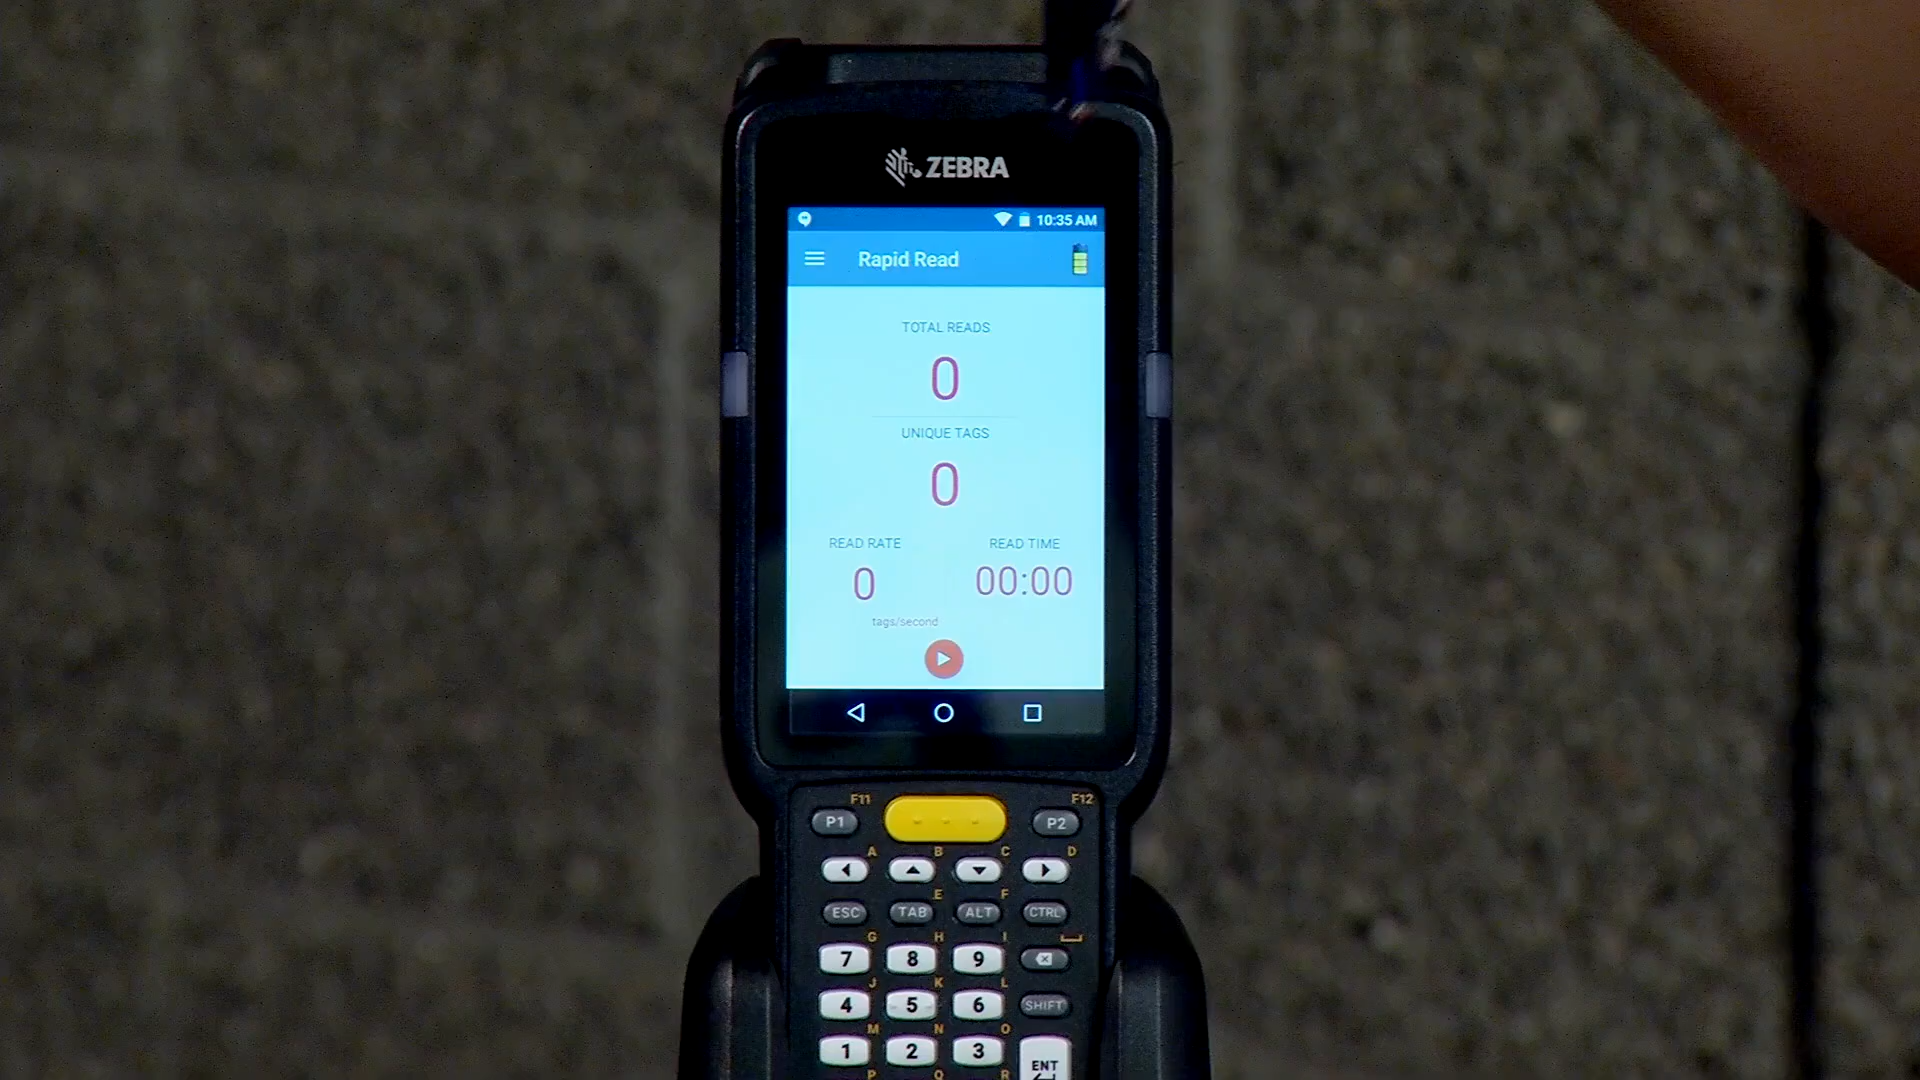 ZEBRA
10:35 AM
Rapid Read
TOTAL READS
0
UNIQUE TAGS
0
READ RATE READ TIME
0 00:00
tags/second
F11 F12
P1 P2
A B C D
E F
ESC TAB ALT CTRL
G H I
7 8 9
J K L
4 5 6 SHIFT
M N O
1 2 3 ENT
P Q R